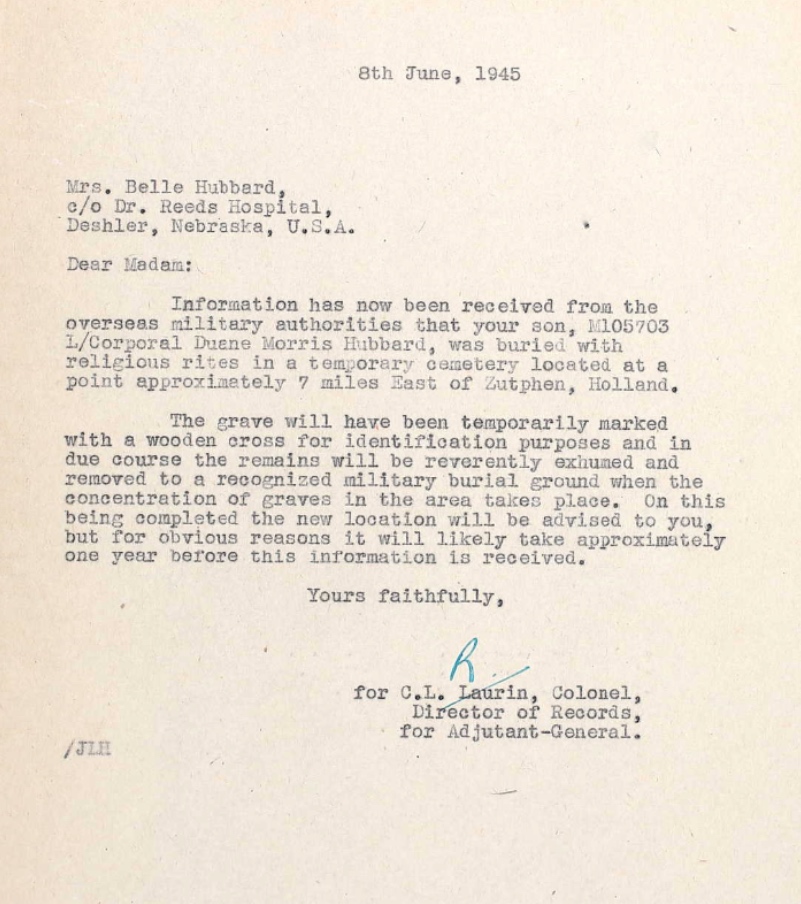 8th June, 1945
Mrs. Belle Hubbard,
c/o Dr. Reeds Hospital,
Deshler, Nebraska, U.S.A.
Dear Madam:
Information has now been received from the
overseas military authorities that your son, M105703
L/Corporal Duane Morris Hubbard, was buried with
religious rites in a temporary cemetery located at a
point approximately 7 miles East of Zutphen, Holland.
The grave will have been temporarily marked
with a wooden cross for identification purposes and in
due course the remains will be reverently exhumed and
removed to a recognized military burial ground when the
concentration of graves in the area takes place. On this
being completed the new location will be advised to you,
but for obvious reasons it will likely take approximately
one year before this information is received.
Yours faithfully,
R.
for C.L. Laurin, Colonel,
Director of Records,
for Adjutant-General.
/JLH